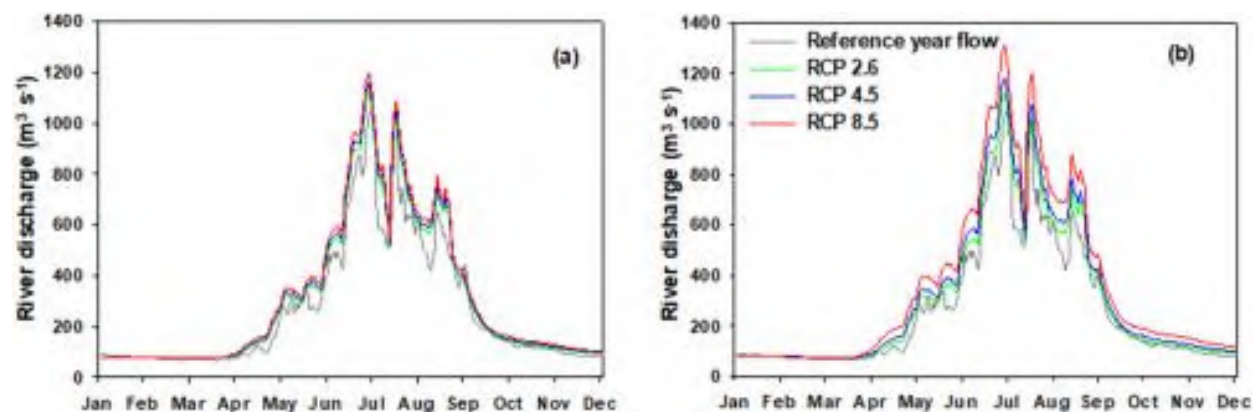 1400
1200
1000
800
600
400
200
0
River discharge (m³ s⁻¹)
(a)
Jan Feb Mar Apr May Jun Jul Aug Sep Oct Nov Dec
1400
1200
1000
800
600
400
200
0
River disharge (m³ s⁻¹)
Reference year flow
RCP 2.6
RCP 4.5
RCP 8.5
(b)
Jan Feb Mar Apr May Jun Jul Aug Sep Oct Nov Dec